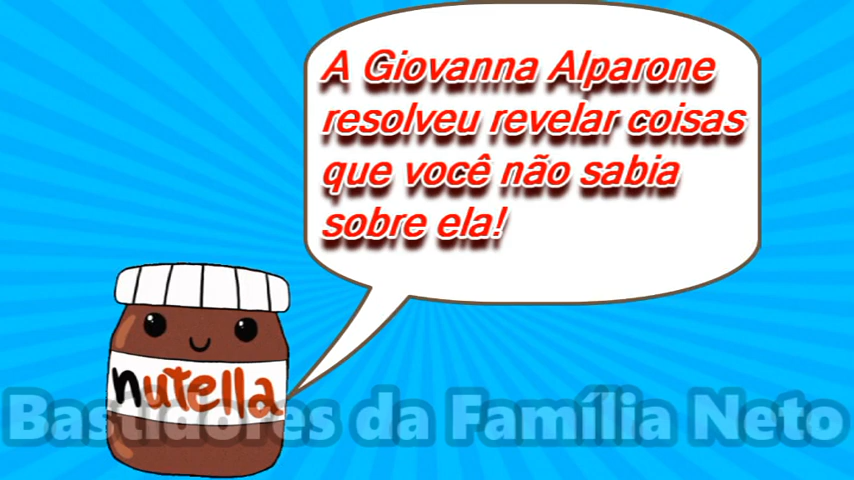 A Giovanna Alparone
resolveu revelar coisas
que você não sabia
sobre ela!
nutella
Bastidores da Família Neto